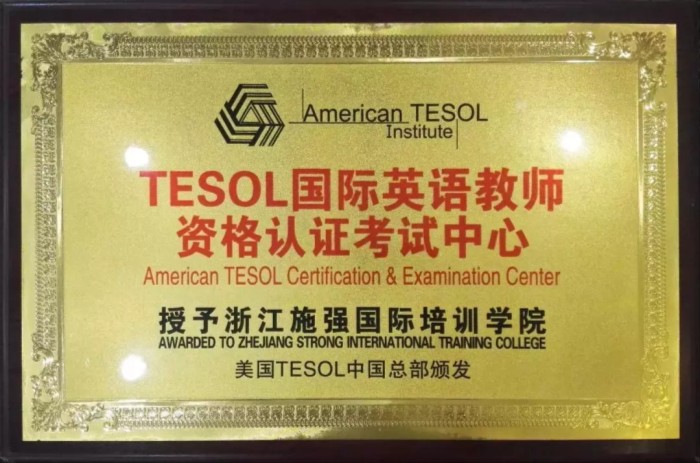 American TESOL
Institute
TESOL国际英语教师
资格认证考试中心
American TESOL Certification & Examination Center
授予浙江施强国际培训学院
AWARDED TO ZHEJIANG STRONG INTERNATIONAL TRAINING COLLEGE
美国TESOL中国总部颁发